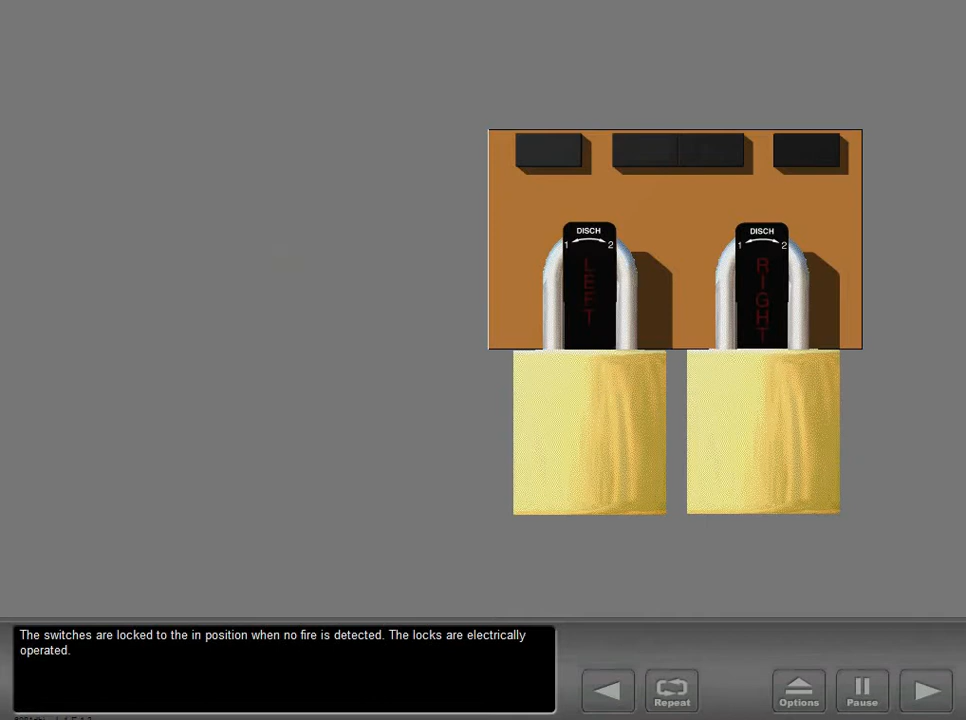 DISCH
1 2
LEFT
DISCH
1 2
RIGHT
The switches are locked to the in position when no fire is detected. The locks are electrically
operated.
Repeat
Options
Pause